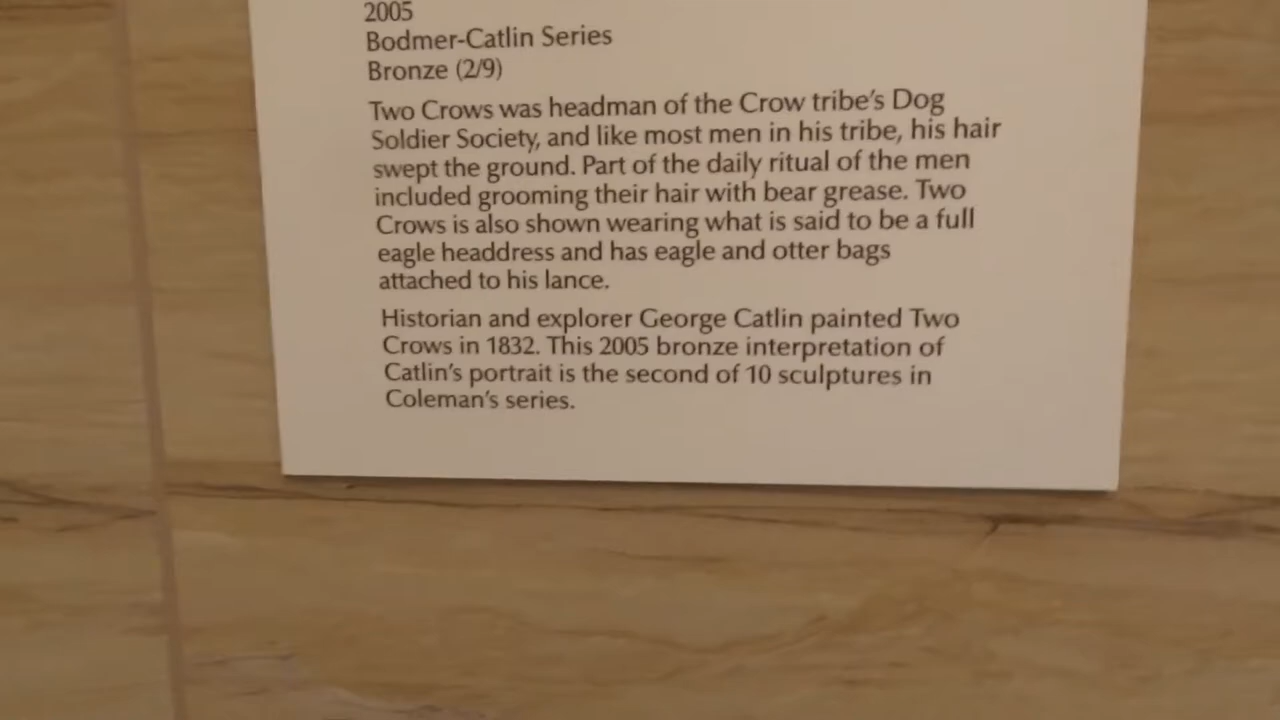 2005
Bodmer-Catlin Series
Bronze (2/9)
Two Crows was headman of the Crow tribe's Dog
Soldier Society, and like most men in his tribe, his hair
swept the ground. Part of the daily ritual of the men
included grooming their hair with bear grease. Two
Crows is also shown wearing what is said to be a full
eagle headdress and has eagle and otter bags
attached to his lance.
Historian and explorer George Catlin painted Two
Crows in 1832. This 2005 bronze interpretation of
Catlin's portrait is the second of 10 sculptures in
Coleman's series.